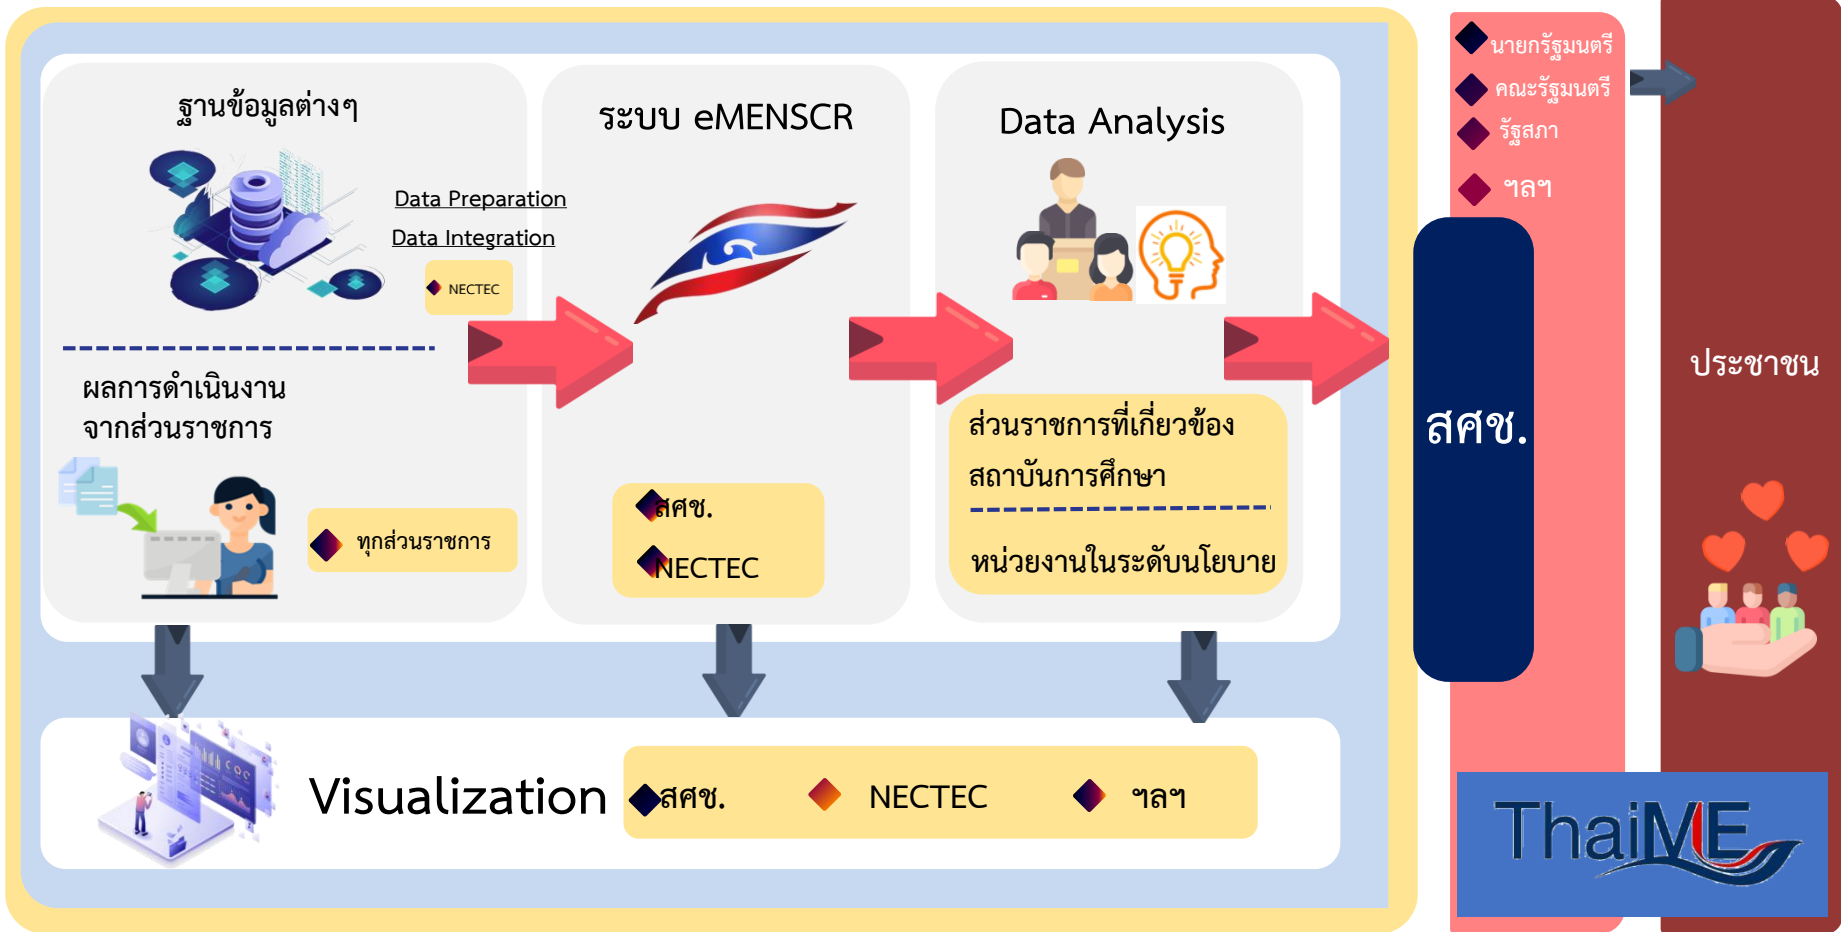 ฐานข้อมูลต่างๆ
Data Preparation
Data Integration
NECTEC
ผลการดำเนินงาน
จากส่วนราชการ
ทุกส่วนราชการ
ระบบ eMENSCR
สศช.
NECTEC
Data Analysis
ส่วนราชการที่เกี่ยวข้อง
สถาบันการศึกษา
หน่วยงานในระดับนโยบาย
Visualization
สศช.
NECTEC
ฯลฯ
นายกรัฐมนตรี
คณะรัฐมนตรี
รัฐสภา
ฯลฯ
สศช.
ประชาชน
ThaiME